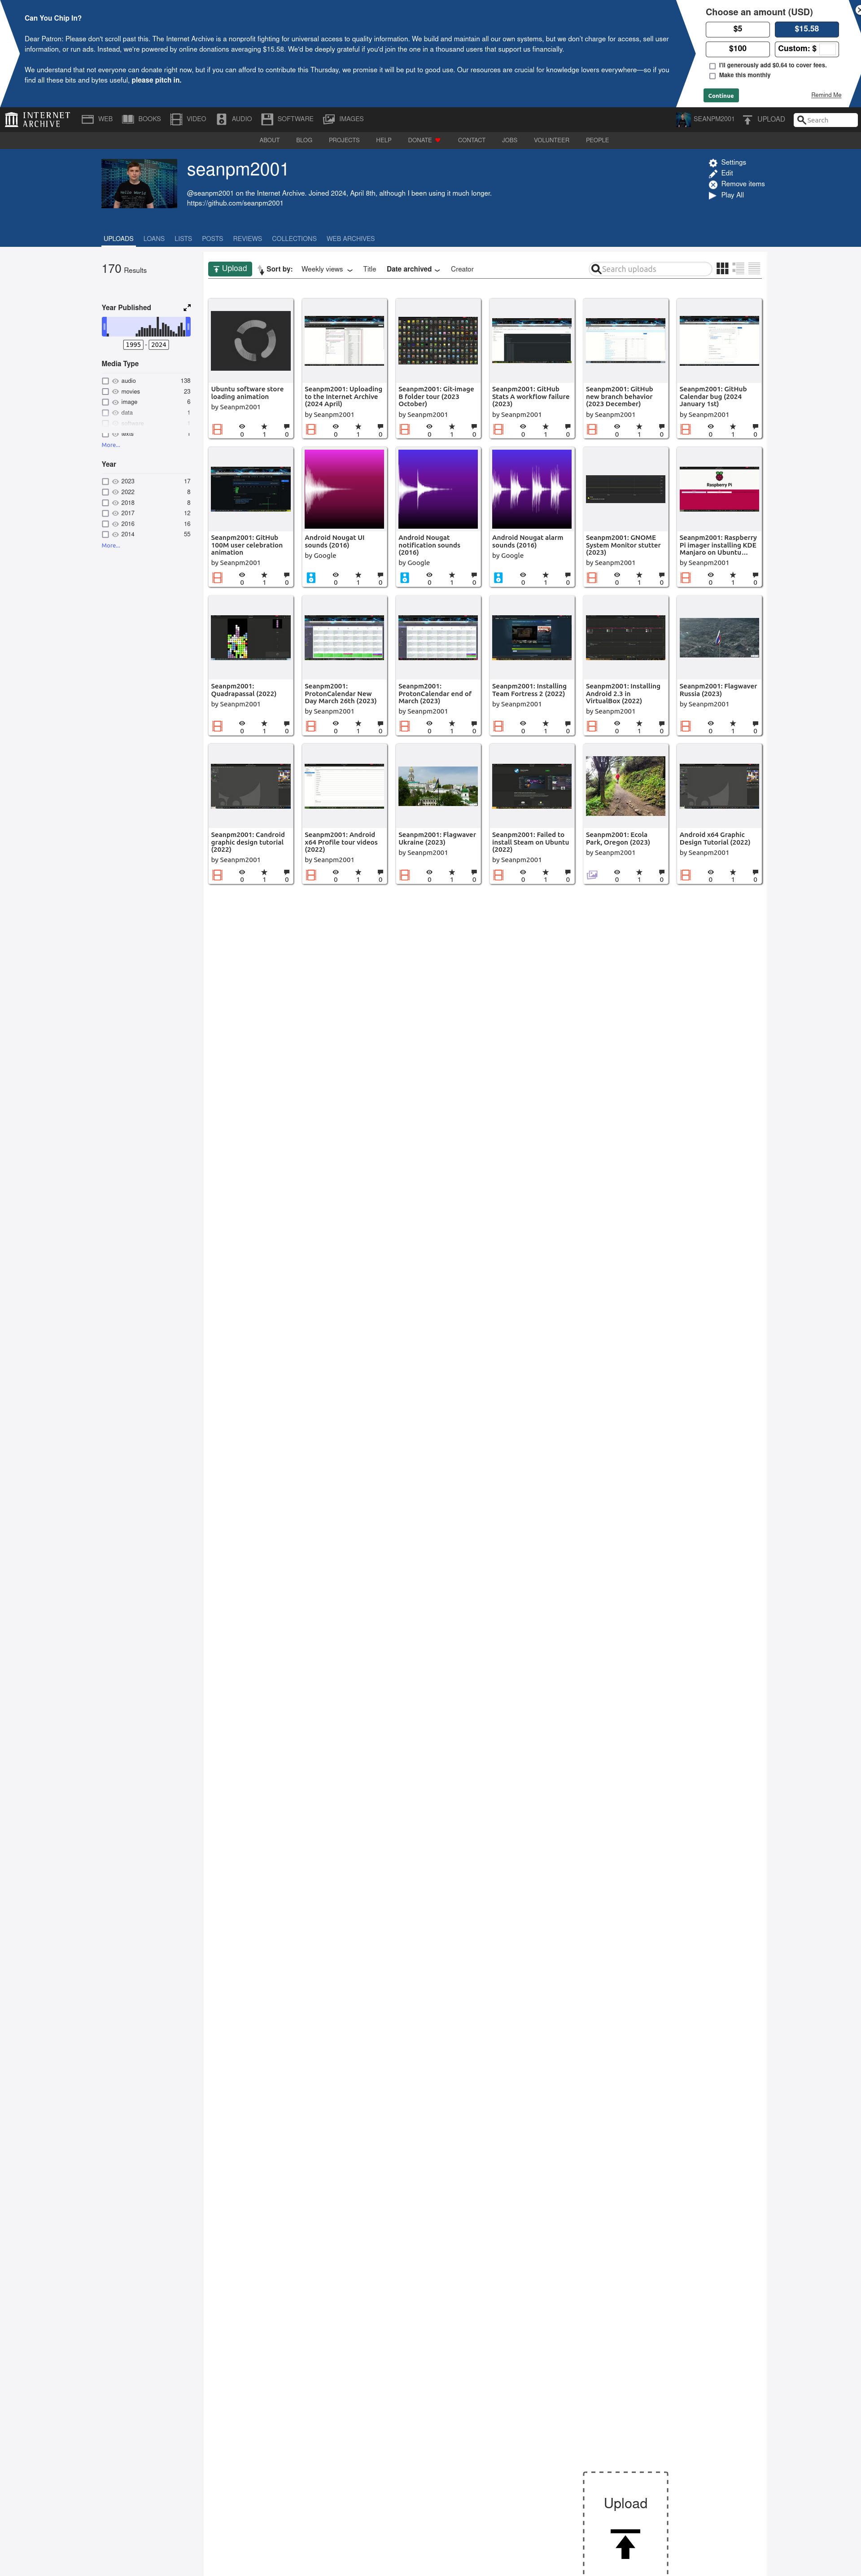 Can You Chip In?
Dear Patron: Please don't scroll past this. The Internet Archive is a nonprofit fighting for universal access to quality information. We build and maintain all our own systems, but we don't charge for access, sell user
information, or run ads. Instead, we're powered by online donations averaging $15.58. We'd be deeply grateful if you'd join the one in a thousand users that support us financially.
We understand that not everyone can donate right now, but if you can afford to contribute this Thursday, we promise it will be put to good use. Our resources are crucial for knowledge lovers everywhere—so if you
find all these bits and bytes useful, please pitch in.
Choose an amount (USD)
$5
$15.58
$100
Custom: $
I'll generously add $0.64 to cover fees.
Make this monthly
Continue
Remind Me
INTERNET
ARCHIVE
WEB
BOOKS
VIDEO
AUDIO
SOFTWARE
IMAGES
SEANPM2001
UPLOAD
Search
ABOUT
BLOG
PROJECTS
HELP
DONATE
CONTACT
JOBS
VOLUNTEER
PEOPLE
seanpm2001
@seanpm2001 on the Internet Archive. Joined 2024, April 8th, although I been using it much longer.
https://github.com/seanpm2001
Settings
Edit
Remove items
Play All
UPLOADS
LOANS
LISTS
POSTS
REVIEWS
COLLECTIONS
WEB ARCHIVES
170 Results
Upload
Sort by:
Weekly views
Title
Date archived
Creator
Search uploads
Year Published
1995 - 2024
Media Type
audio 138
movies 23
image 6
data 1
More...
Year
2023 17
2022 8
2018 8
2017 12
2016 16
2014 55
More...
Ubuntu software store
loading animation
by Seanpm2001
0 1 0
Seanpm2001: Uploading
to the Internet Archive
(2024 April)
by Seanpm2001
0 1 0
Seanpm2001: Git-image
B folder tour (2023
October)
by Seanpm2001
0 1 0
Seanpm2001: GitHub
Stats A workflow failure
(2023)
by Seanpm2001
0 1 0
Seanpm2001: GitHub
new branch behavior
(2023 December)
by Seanpm2001
0 1 0
Seanpm2001: GitHub
Calendar bug (2024
January 1st)
by Seanpm2001
0 1 0
Seanpm2001: GitHub
100M user celebration
animation
by Seanpm2001
0 1 0
Android Nougat UI
sounds (2016)
by Google
0 1 0
Android Nougat
notification sounds
(2016)
by Google
0 1 0
Android Nougat alarm
sounds (2016)
by Google
0 1 0
Seanpm2001: GNOME
System Monitor stutter
(2023)
by Seanpm2001
0 1 0
Raspberry Pi
Seanpm2001: Raspberry
Pi imager installing KDE
Manjaro on Ubuntu...
by Seanpm2001
0 1 0
Seanpm2001:
Quadrapassal (2022)
by Seanpm2001
0 1 0
Seanpm2001:
ProtonCalendar New
Day March 26th (2023)
by Seanpm2001
0 1 0
Seanpm2001:
ProtonCalendar end of
March (2023)
by Seanpm2001
0 1 0
Seanpm2001: Installing
Team Fortress 2 (2022)
by Seanpm2001
0 1 0
Seanpm2001: Installing
Android 2.3 in
VirtualBox (2022)
by Seanpm2001
0 1 0
Seanpm2001: Flagwaver
Russia (2023)
by Seanpm2001
0 1 0
Seanpm2001: Candroid
graphic design tutorial
(2022)
by Seanpm2001
0 1 0
Seanpm2001: Android
x64 Profile tour videos
(2022)
by Seanpm2001
0 1 0
Seanpm2001: Flagwaver
Ukraine (2023)
by Seanpm2001
0 1 0
Seanpm2001: Failed to
install Steam on Ubuntu
(2022)
by Seanpm2001
0 1 0
Seanpm2001: Ecola
Park, Oregon (2023)
by Seanpm2001
0 1 0
Android x64 Graphic
Design Tutorial (2022)
by Seanpm2001
0 1 0
Upload